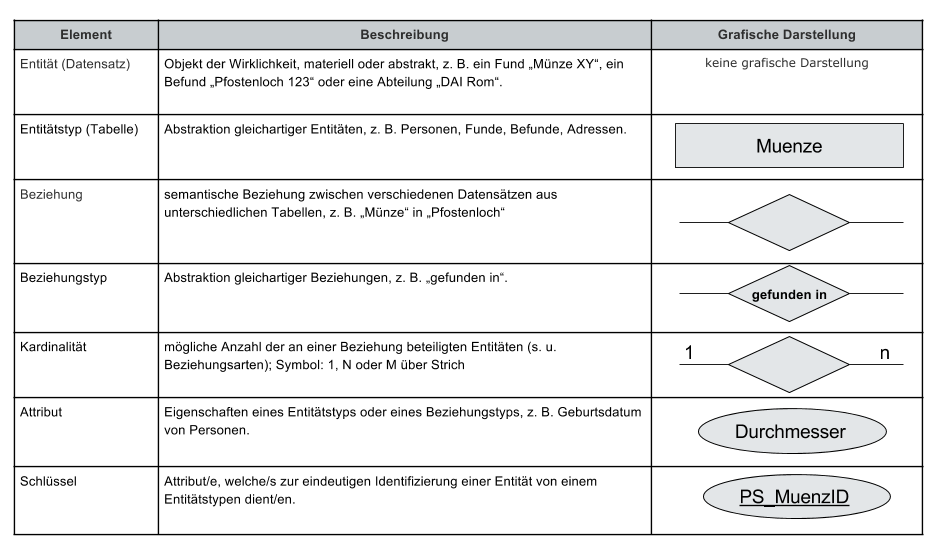 Element
Beschreibung
Grafische Darstellung
Entität (Datensatz)
Objekt der Wirklichkeit, materiell oder abstrakt, z. B. ein Fund „Münze XY“, ein
Befund „Pfostenloch 123“ oder eine Abteilung „DAI Rom“.
keine grafische Darstellung
Entitätstyp (Tabelle)
Abstraktion gleichartiger Entitäten, z. B. Personen, Funde, Befunde, Adressen.
Muenze
Beziehung
semantische Beziehung zwischen verschiedenen Datensätzen aus
unterschiedlichen Tabellen, z. B. „Münze“ in „Pfostenloch“
Beziehungstyp
Abstraktion gleichartiger Beziehungen, z. B. „gefunden in“.
gefunden in
Kardinalität
mögliche Anzahl der an einer Beziehung beteiligten Entitäten (s. u.
Beziehungsarten); Symbol: 1, N oder M über Strich
1
n
Attribut
Eigenschaften eines Entitätstyps oder eines Beziehungstyps, z. B. Geburtsdatum
von Personen.
Durchmesser
Schlüssel
Attribut/e, welche/s zur eindeutigen Identifizierung einer Entität von einem
Entitätstypen dient/en.
PS_MuenzID